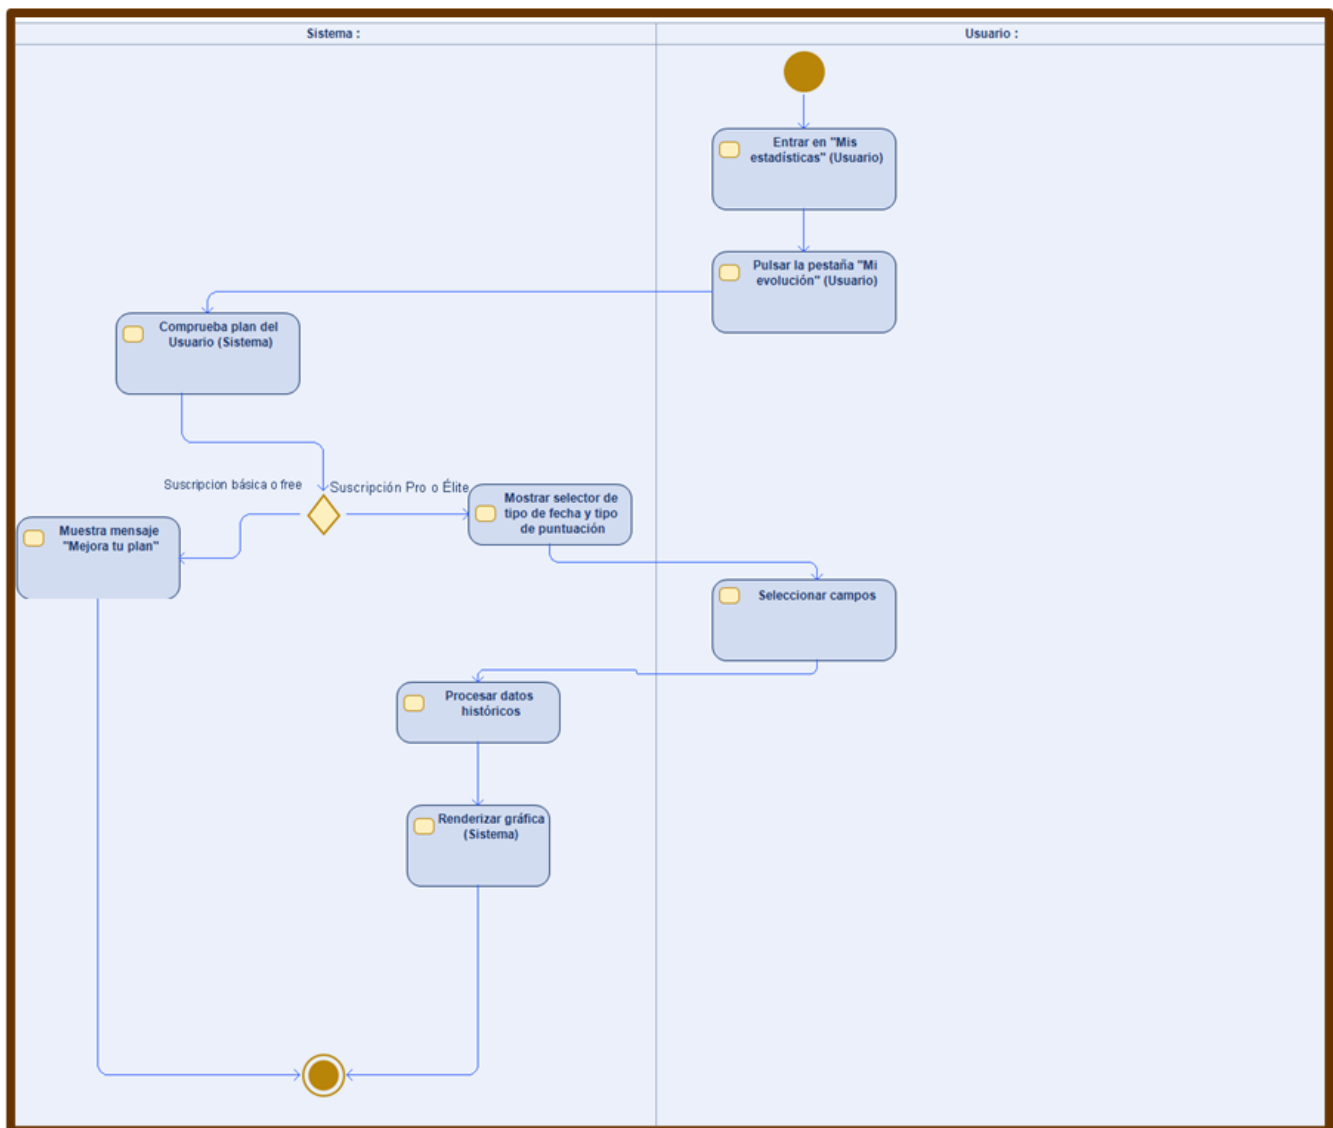 Sistema :
Usuario :
Entrar en "Mis
estadísticas" (Usuario)
Pulsar la pestaña "Mi
evolución" (Usuario)
Comprueba plan del
Usuario (Sistema)
Suscripcion básica o free
Suscripción Pro o Élite
Mostrar selector de
tipo de fecha y tipo
de puntuación
Muestra mensaje
"Mejora tu plan"
Seleccionar campos
Procesar datos
históricos
Renderizar gráfica
(Sistema)